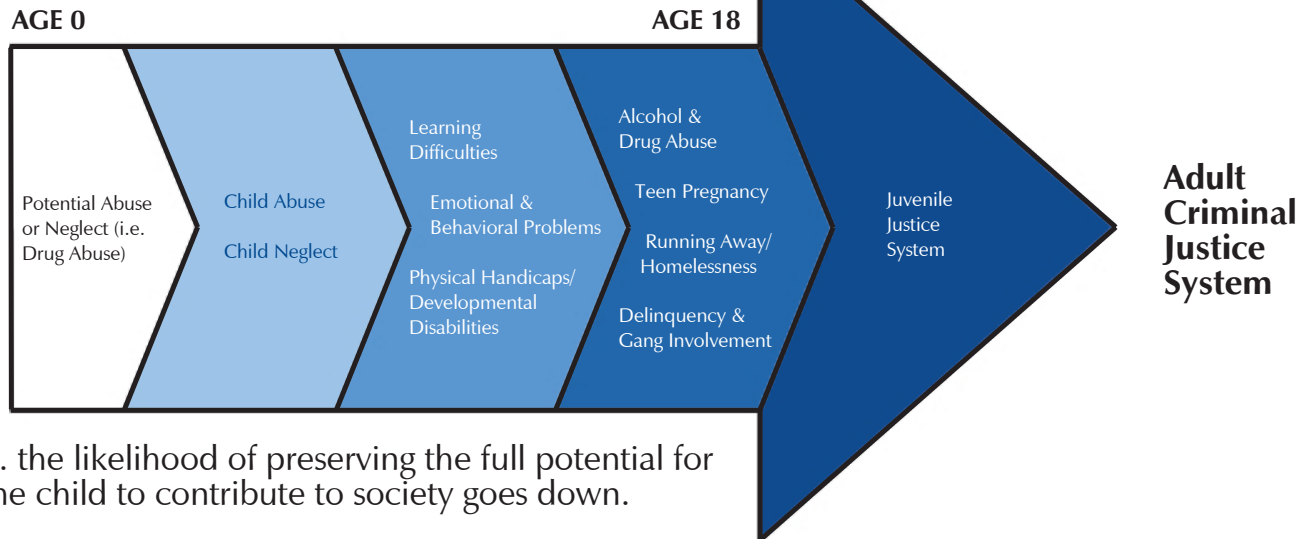 AGE 0
AGE 18
Potential Abuse
or Neglect (i.e.
Drug Abuse)
Child Abuse
Child Neglect
Learning
Difficulties
Emotional &
Behavioral Problems
Physical Handicaps/
Developmental
Disabilities
Alcohol &
Drug Abuse
Teen Pregnancy
Running Away/
Homelessness
Delinquency &
Gang Involvement
Juvenile
Justice
System
Adult
Criminal
Justice
System
. the likelihood of preserving the full potential for
child to contribute to society goes down.